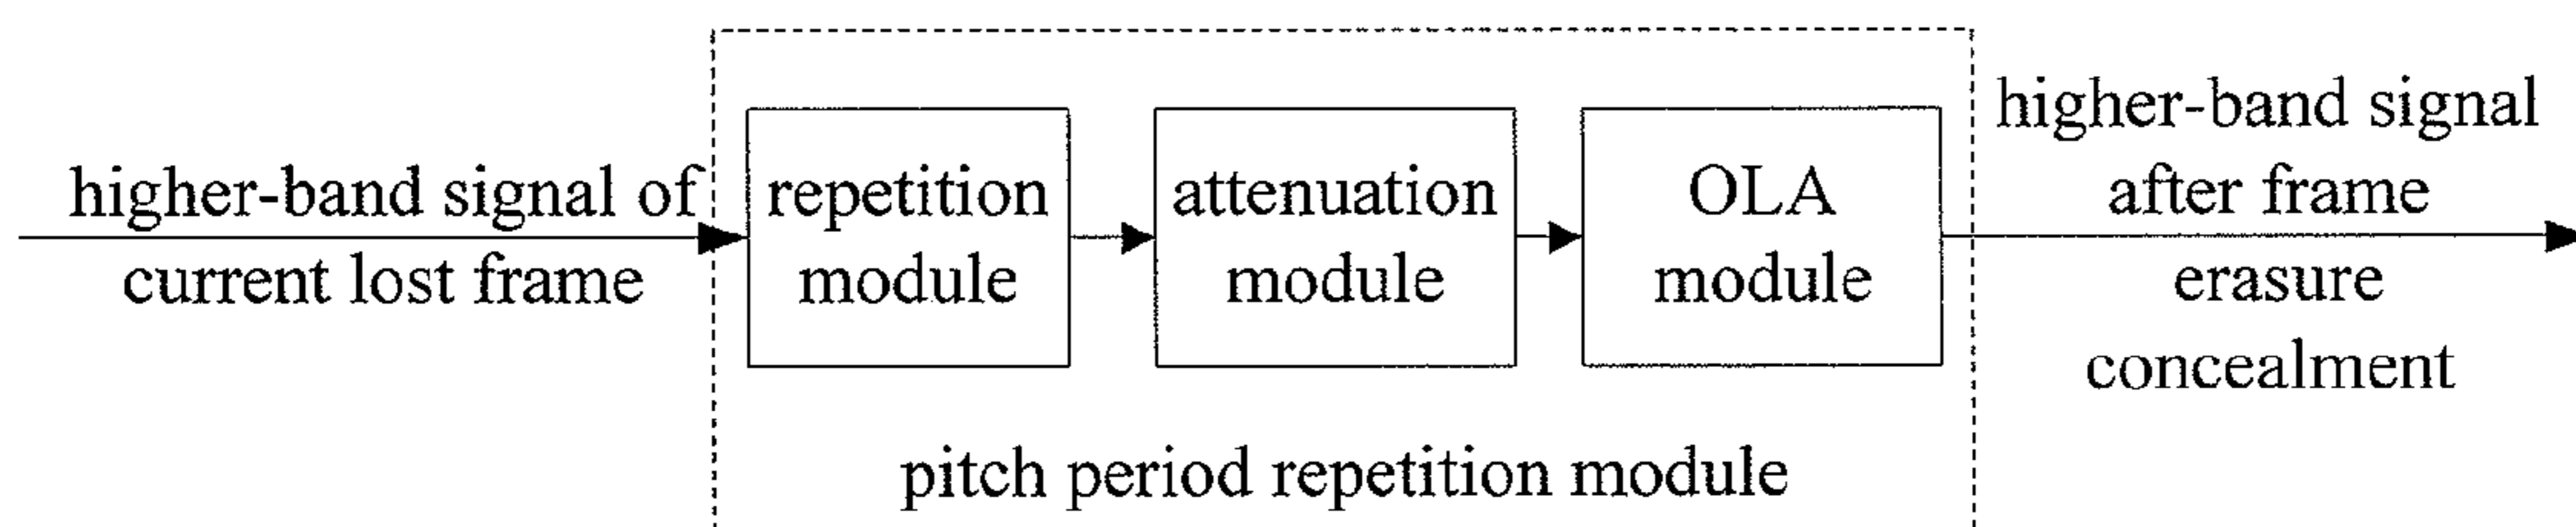 higher-band signal of
current lost frame
repetition
module
attenuation
module
OLA
module
higher-band signal
after frame
erasure
concealment
pitch period repetition module